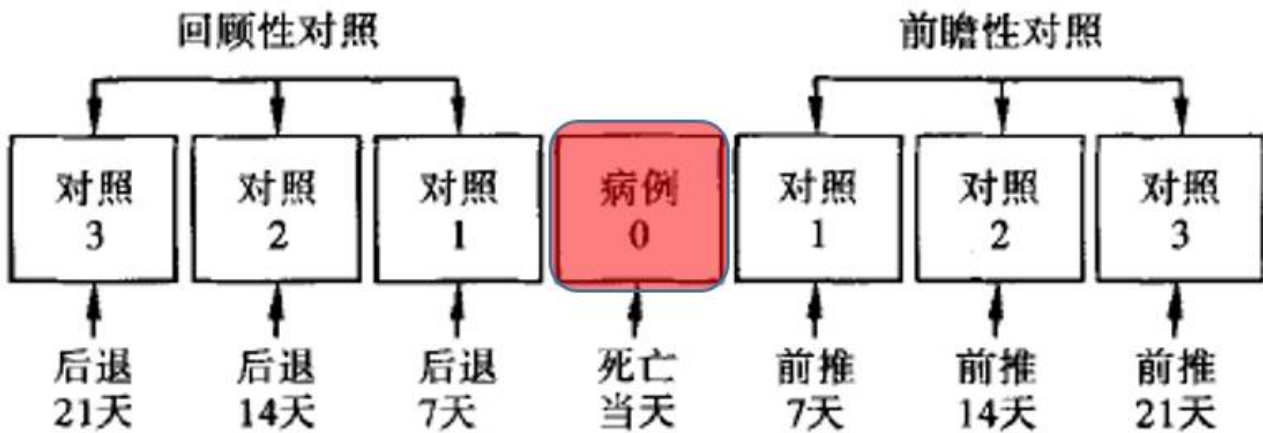 回顾性对照 前瞻性对照
对照 对照 对照 病例 对照 对照 对照
3 2 1 0 1 2 3
后退 后退 后退 死亡 前推 前推 前推
21天 14天 7天 当天 7天 14天 21天